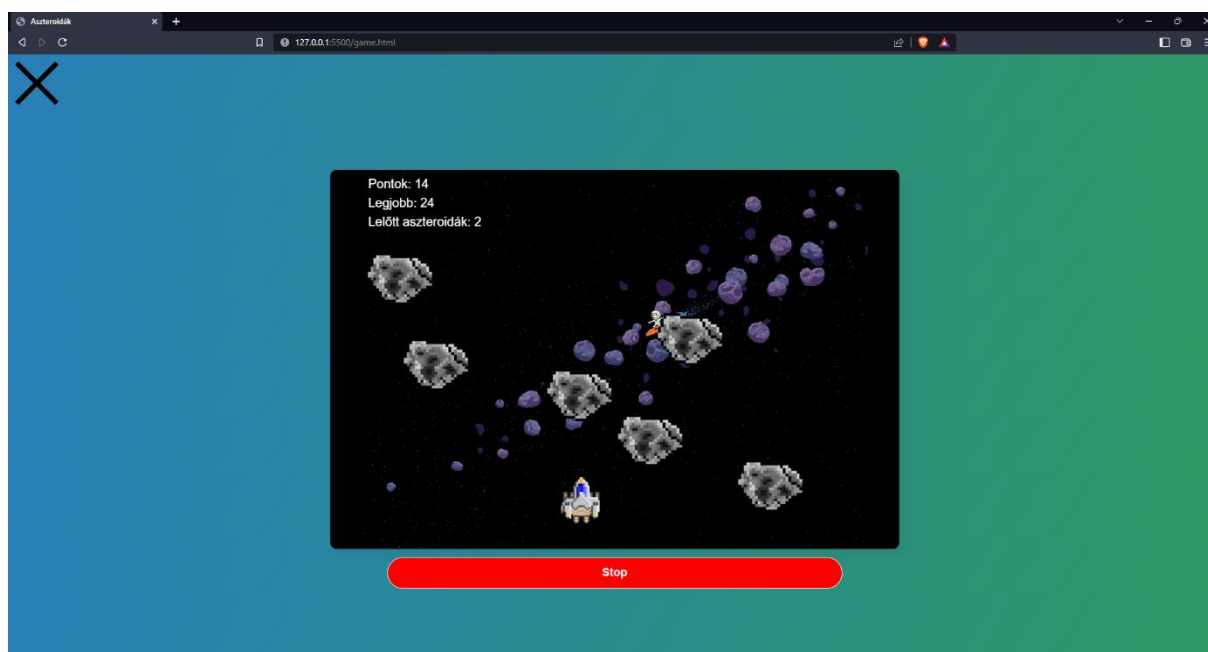 Aszteroidák
127.0.0.1:5500/game.html
Pontok: 14
Legjobb: 24
Lelőtt aszteroidák: 2
Stop